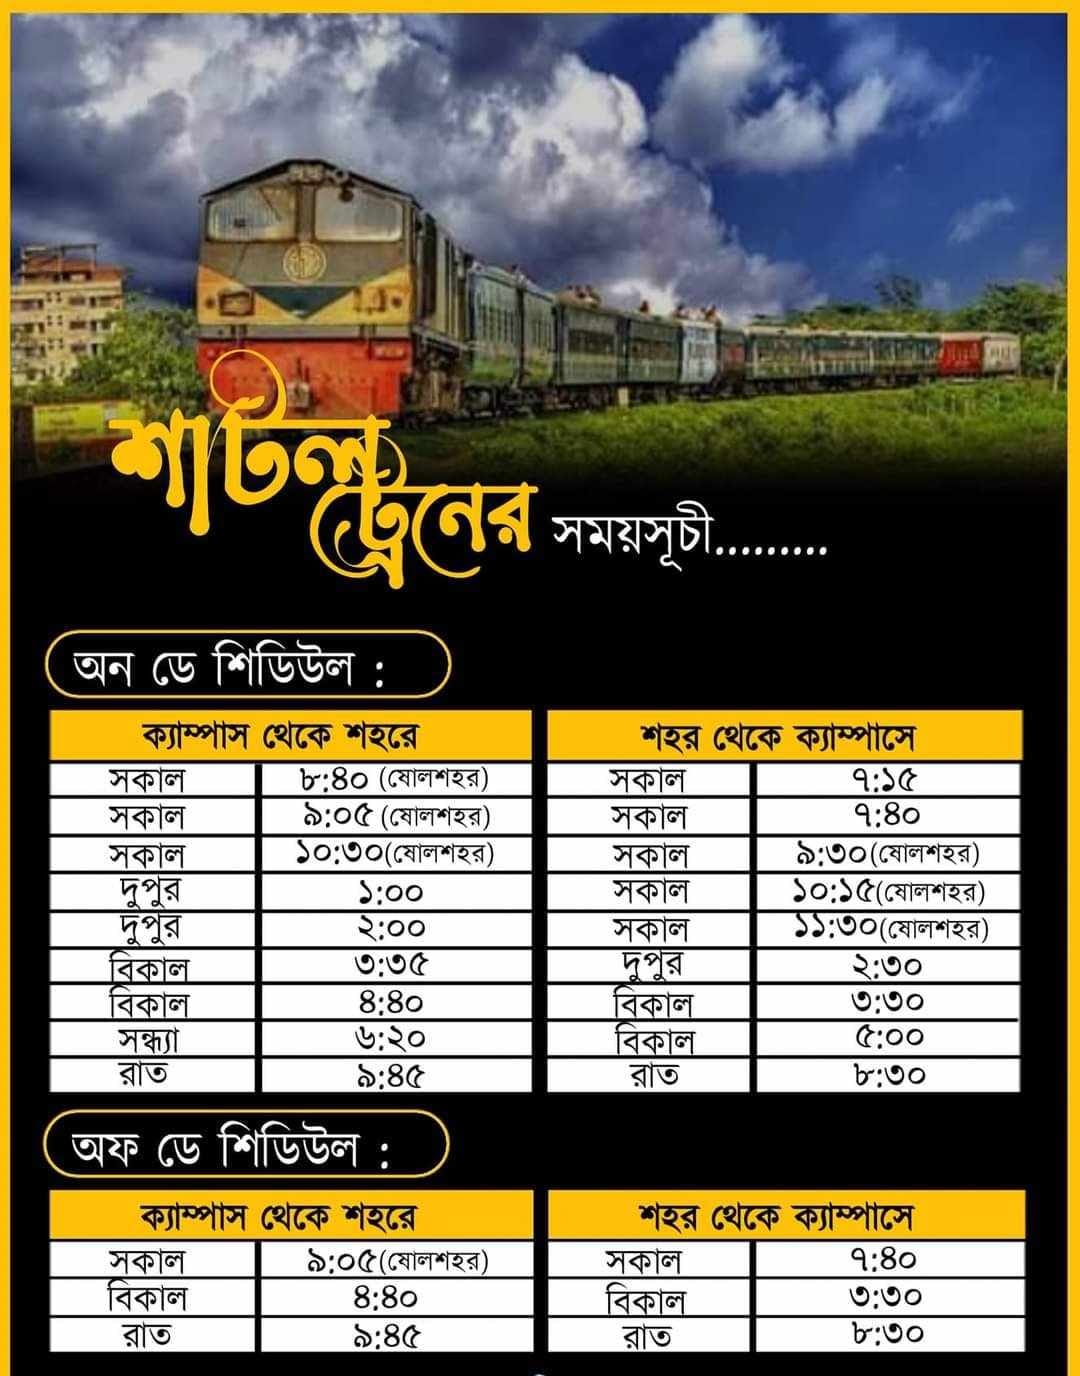 শাটল
ট্রেনের সময়সূচী.........
অন ডে শিডিউল :
ক্যাম্পাস থেকে শহরে
সকাল ৮:৪০ (ষোলশহর)
সকাল ৯:০৫ (ষোলশহর)
সকাল ১০:৩০(ষোলশহর)
দুপুর ১:০০
দুপুর ২:০০
বিকাল ৩:৩৫
বিকাল ৪:৪০
সন্ধ্যা ৬:২০
রাত ৯:৪৫
শহর থেকে ক্যাম্পাসে
সকাল ৭:১৫
সকাল ৭:৪০
সকাল ৯:৩০(ষোলশহর)
সকাল ১০:১৫(ষোলশহর)
সকাল ১১:৩০(ষোলশহর)
দুপুর ২:৩০
বিকাল ৩:৩০
বিকাল ৫:০০
রাত ৮:৩০
অফ ডে শিডিউল :
ক্যাম্পাস থেকে শহরে
সকাল ৯:০৫(ষোলশহর)
বিকাল ৪:৪০
রাত ৯:৪৫
শহর থেকে ক্যাম্পাসে
সকাল ৭:৪০
বিকাল ৩:৩০
রাত ৮:৩০